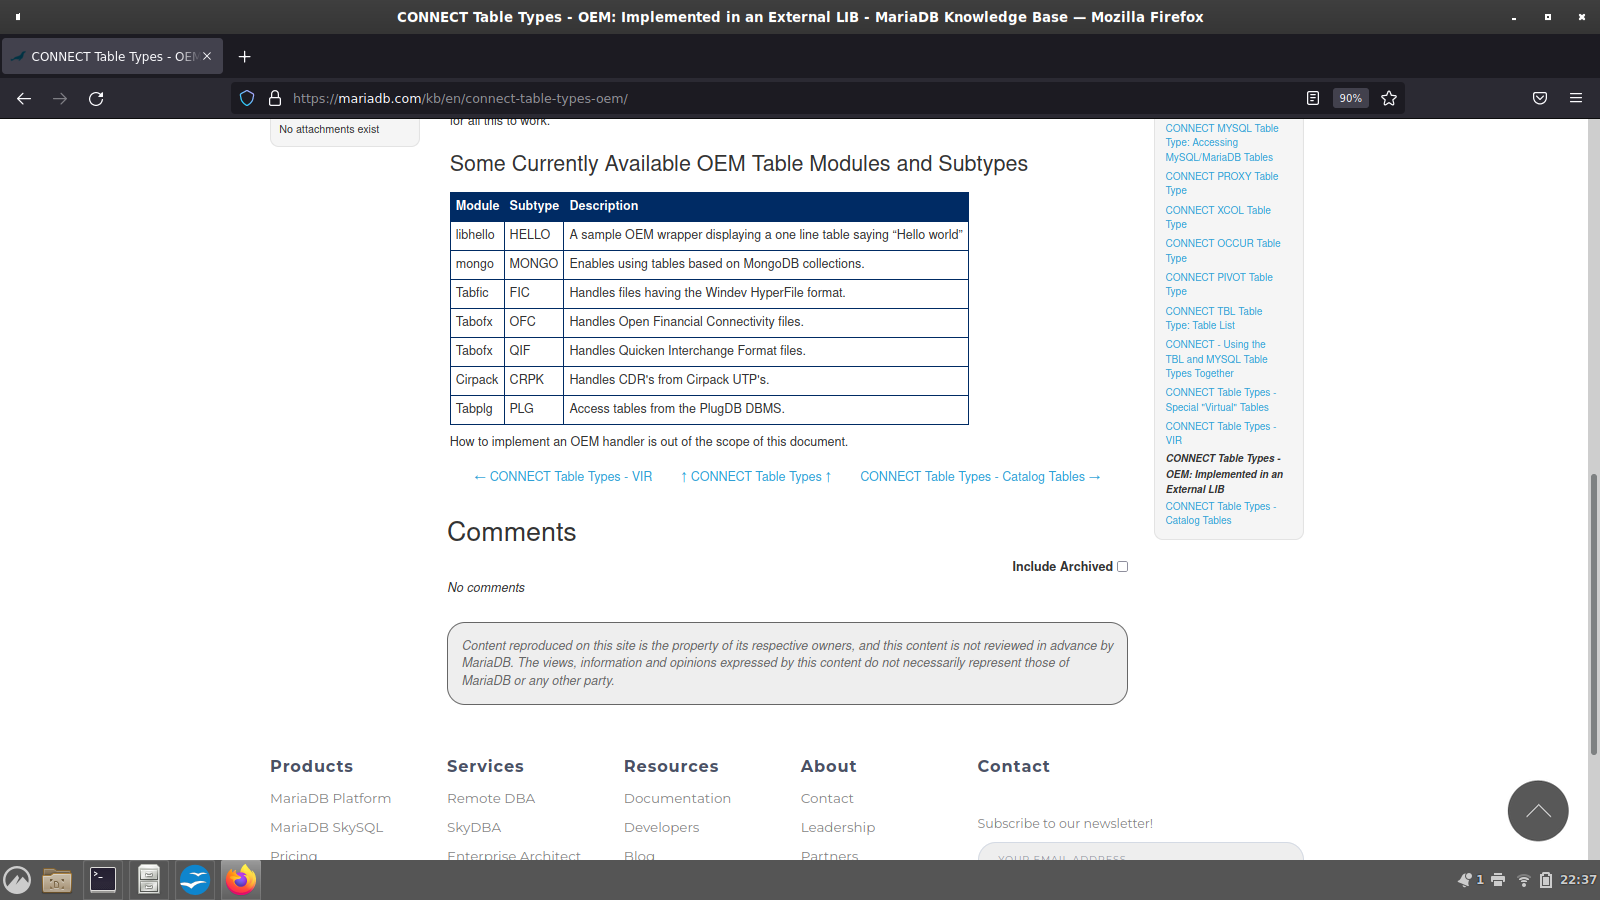 CONNECT Table Types - OEM: Implemented in an External LIB - MariaDB Knowledge Base — Mozilla Firefox
CONNECT Table Types - OEM
https://mariadb.com/kb/en/connect-table-types-oem/
90%
No attachments exist
for all this to work.
Some Currently Available OEM Table Modules and Subtypes
Module Subtype Description
libhello HELLO A sample OEM wrapper displaying a one line table saying “Hello world”
mongo MONGO Enables using tables based on MongoDB collections.
Tabfic FIC Handles files having the Windev HyperFile format.
Tabofx OFC Handles Open Financial Connectivity files.
Tabofx QIF Handles Quicken Interchange Format files.
Cirpack CRPK Handles CDR's from Cirpack UTP's.
Tabplg PLG Access tables from the PlugDB DBMS.
How to implement an OEM handler is out of the scope of this document.
← CONNECT Table Types - VIR ↑ CONNECT Table Types ↑ CONNECT Table Types - Catalog Tables →
Comments
Include Archived
No comments
Content reproduced on this site is the property of its respective owners, and this content is not reviewed in advance by
MariaDB. The views, information and opinions expressed by this content do not necessarily represent those of
MariaDB or any other party.
CONNECT MYSQL Table
Type: Accessing
MySQL/MariaDB Tables
CONNECT PROXY Table
Type
CONNECT XCOL Table
Type
CONNECT OCCUR Table
Type
CONNECT PIVOT Table
Type
CONNECT TBL Table
Type: Table List
CONNECT - Using the
TBL and MYSQL Table
Types Together
CONNECT Table Types -
Special "Virtual" Tables
CONNECT Table Types -
VIR
CONNECT Table Types -
OEM: Implemented in an
External LIB
CONNECT Table Types -
Catalog Tables
Products
MariaDB Platform
MariaDB SkySQL
Pricing
Services
Remote DBA
SkyDBA
Enterprise Architect
Resources
Documentation
Developers
Blog
About
Contact
Leadership
Partners
Contact
Subscribe to our newsletter!
YOUR EMAIL ADDRESS
1
22:37